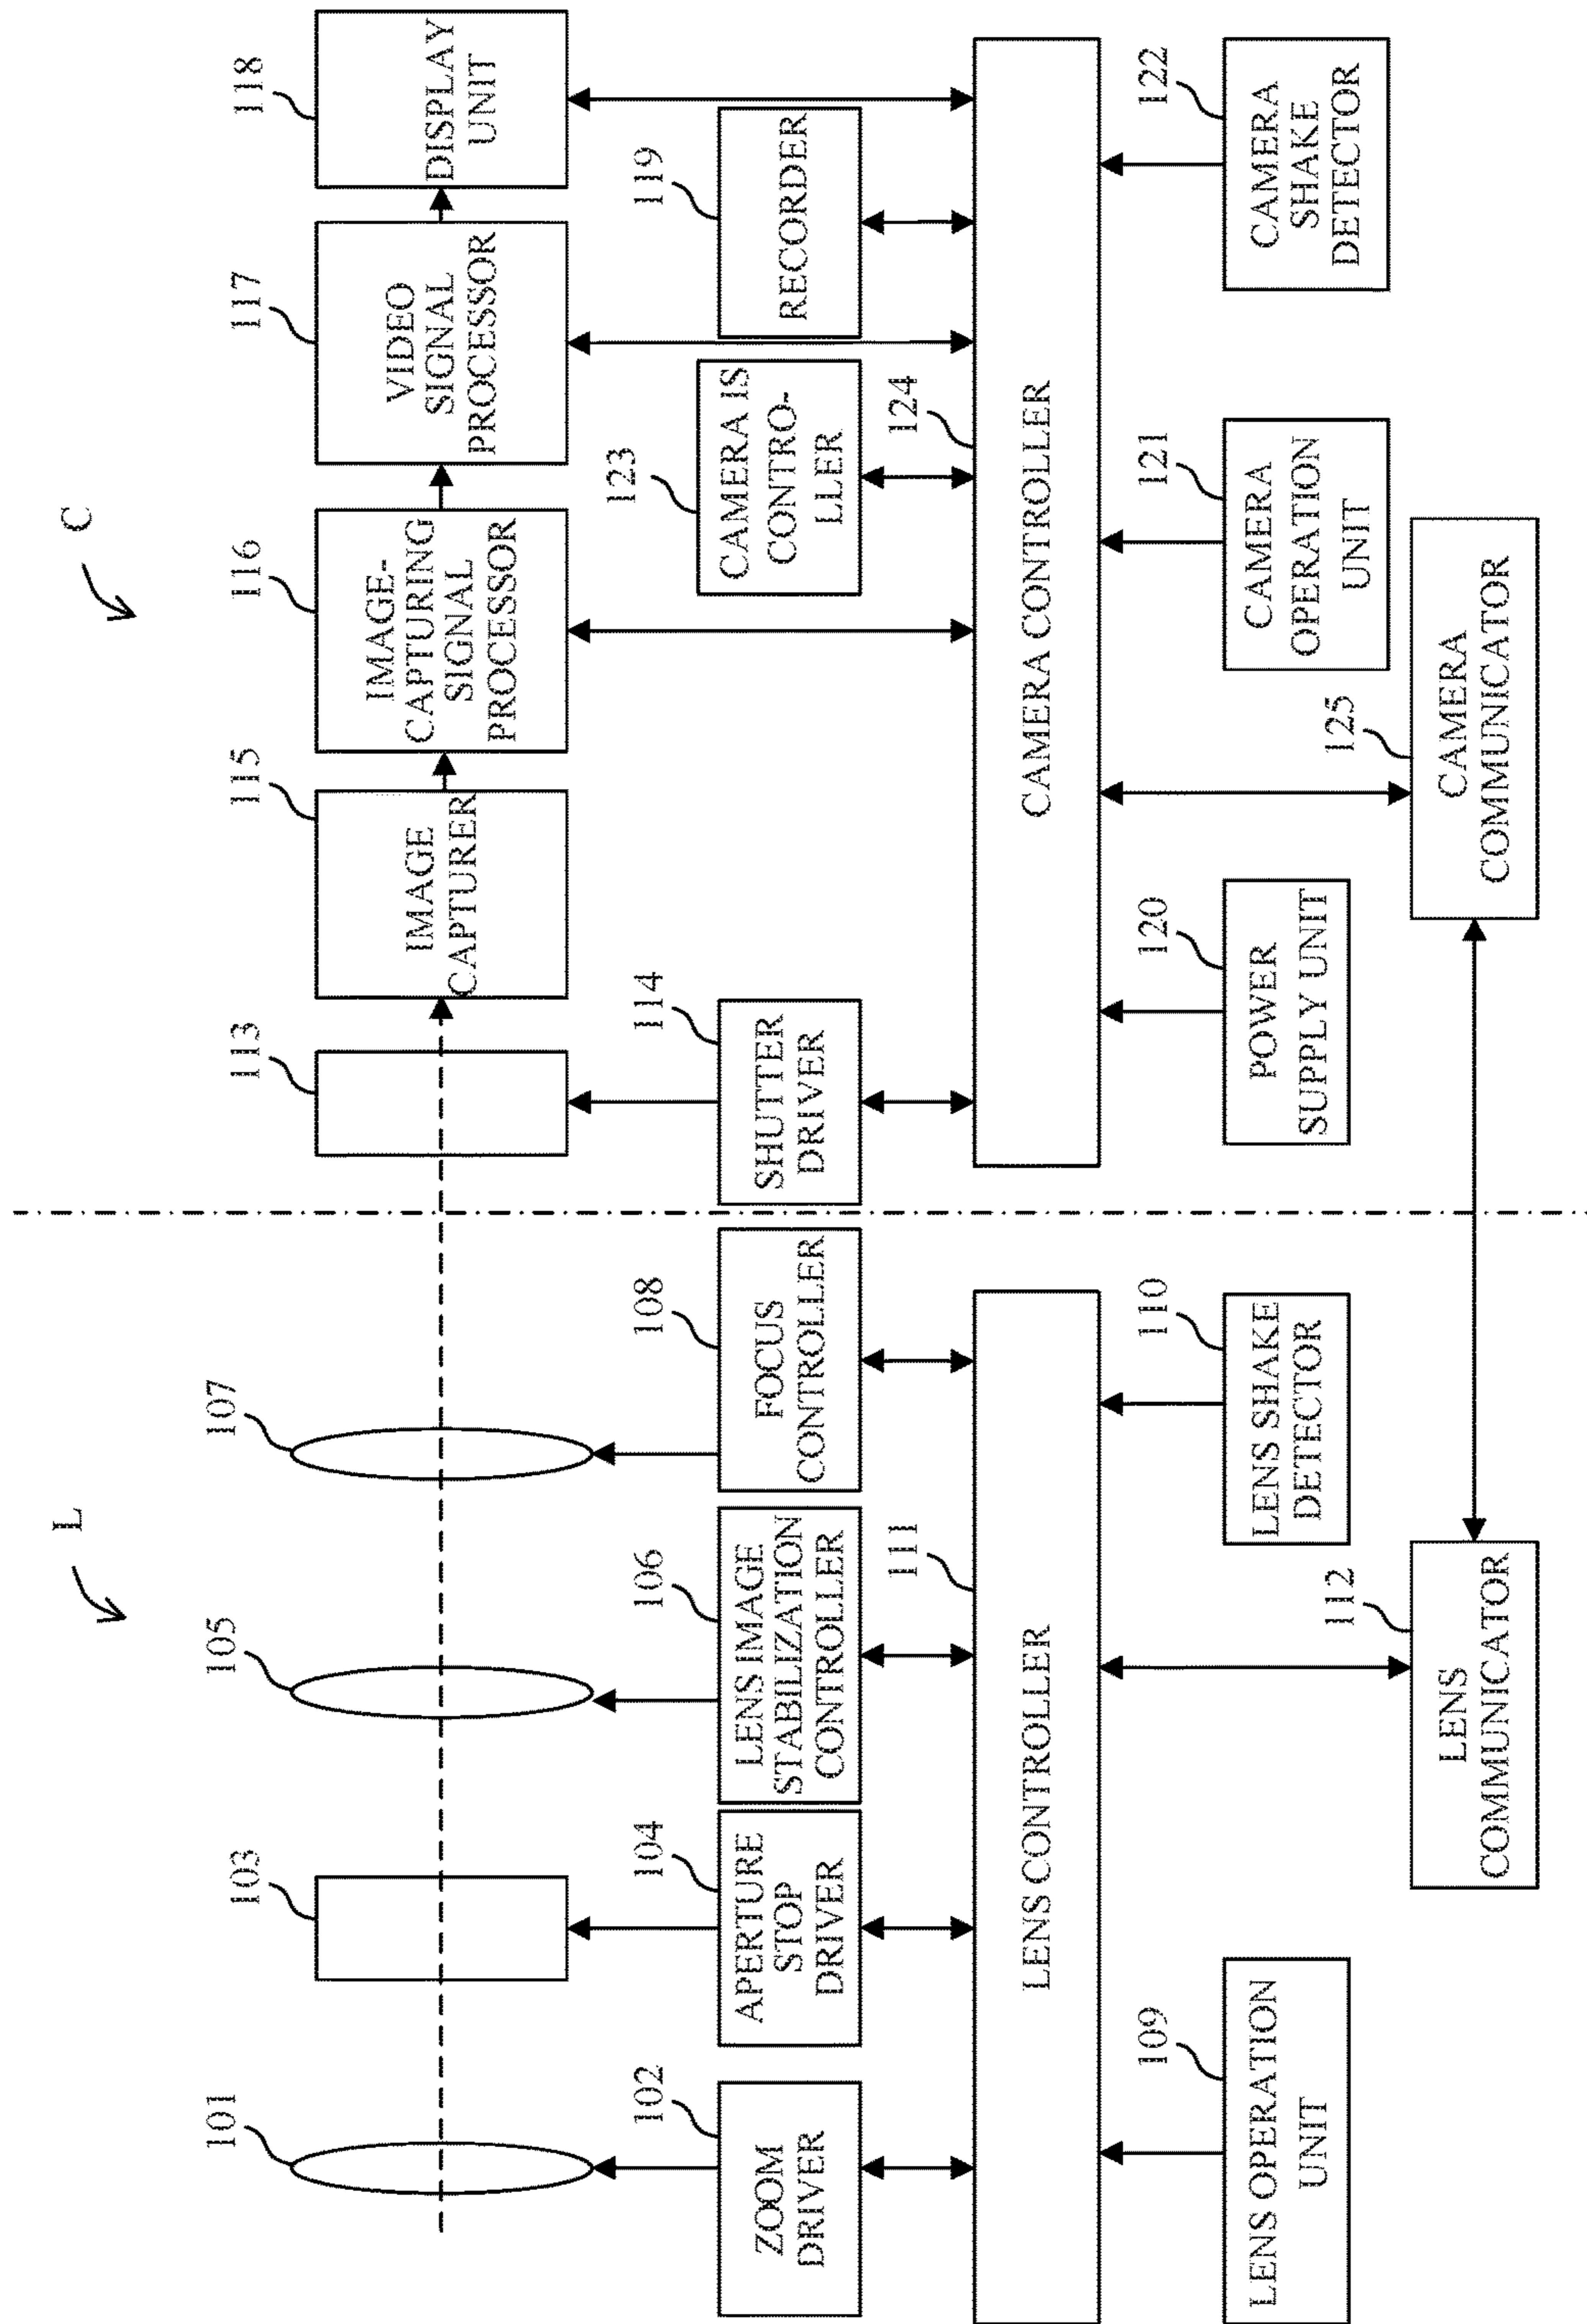 L
C
101
103
105
107
113
115
116
117
118
IMAGE
CAPTURER
IMAGE-
CAPTURING
SIGNAL
PROCESSOR
VIDEO
SIGNAL
PROCESSOR
DISPLAY
UNIT
102
104
106
108
114
123
119
ZOOM
DRIVER
APERTURE
STOP
DRIVER
LENS IMAGE
STABILIZATION
CONTROLLER
FOCUS
CONTROLLER
SHUTTER
DRIVER
CAMERA IS
CONTRO-
LLER
RECORDER
111
124
LENS CONTROLLER
CAMERA CONTROLLER
109
110
120
121
122
LENS OPERATION
UNIT
LENS SHAKE
DETECTOR
POWER
SUPPLY UNIT
CAMERA
OPERATION
UNIT
CAMERA
SHAKE
DETECTOR
112
125
LENS
COMMUNICATOR
CAMERA
COMMUNICATOR